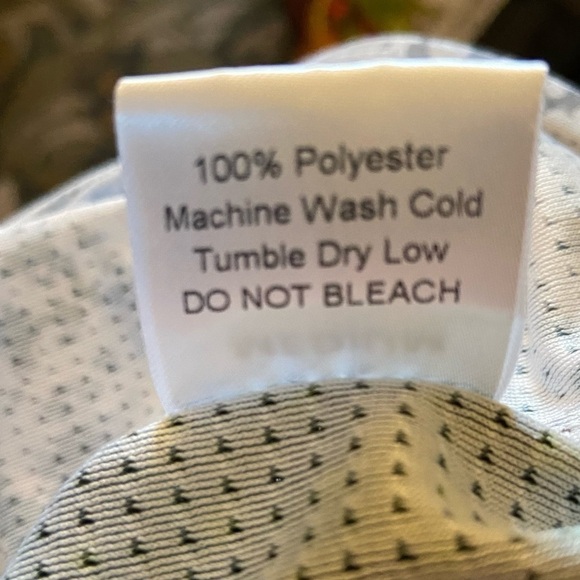 100% Polyester
Machine Wash Cold
Tumble Dry Low
DO NOT BLEACH